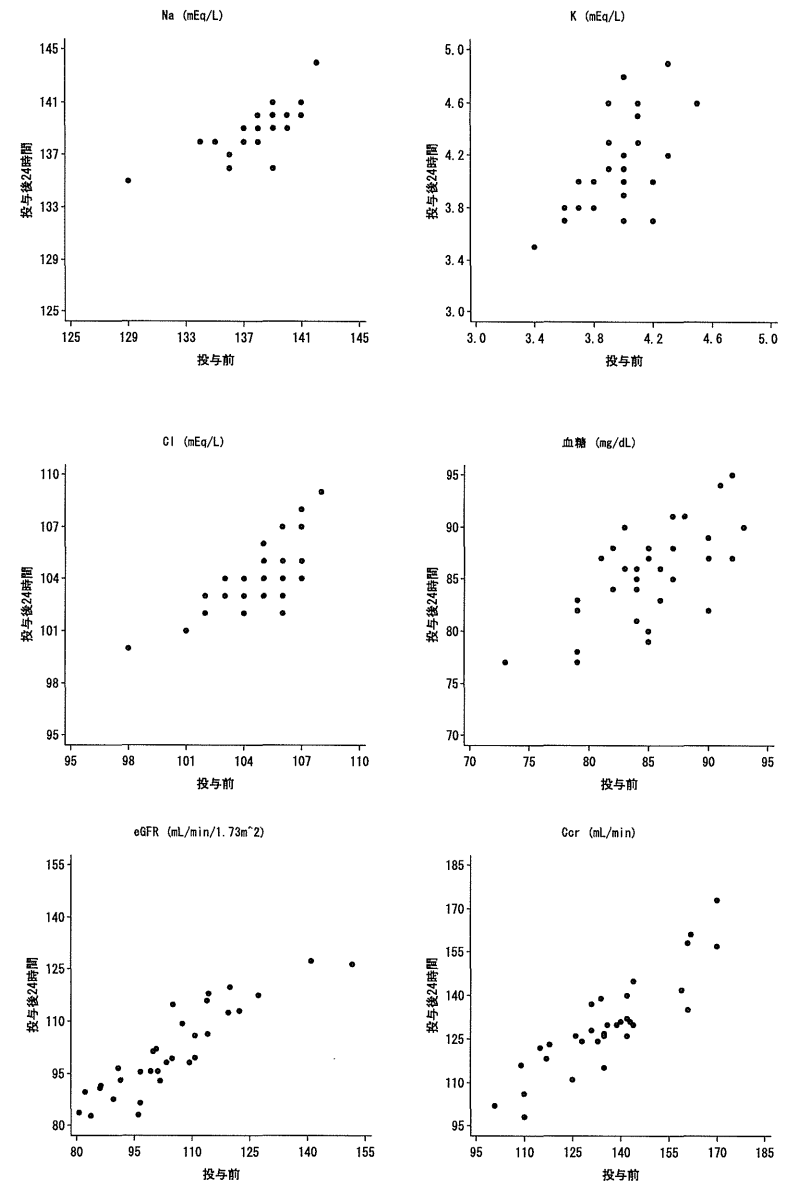 Na (mEq/L)
145
141
137
133
129
125
投与後24時間
125 129 133 137 141 145
投与前
K (mEq/L)
5.0
4.6
4.2
3.8
3.4
3.0
投与後24時間
3.0 3.4 3.8 4.2 4.6 5.0
投与前
Cl (mEq/L)
110
107
104
101
98
95
投与後24時間
95 98 101 104 107 110
投与前
血糖 (mg/dL)
95
90
85
80
75
70
投与後24時間
70 75 80 85 90 95
投与前
eGFR (mL/min/1.73m^2)
155
140
125
110
95
80
投与後24時間
80 95 110 125 140 155
投与前
Ccr (mL/min)
185
170
155
140
125
110
95
投与後24時間
95 110 125 140 155 170 185
投与前